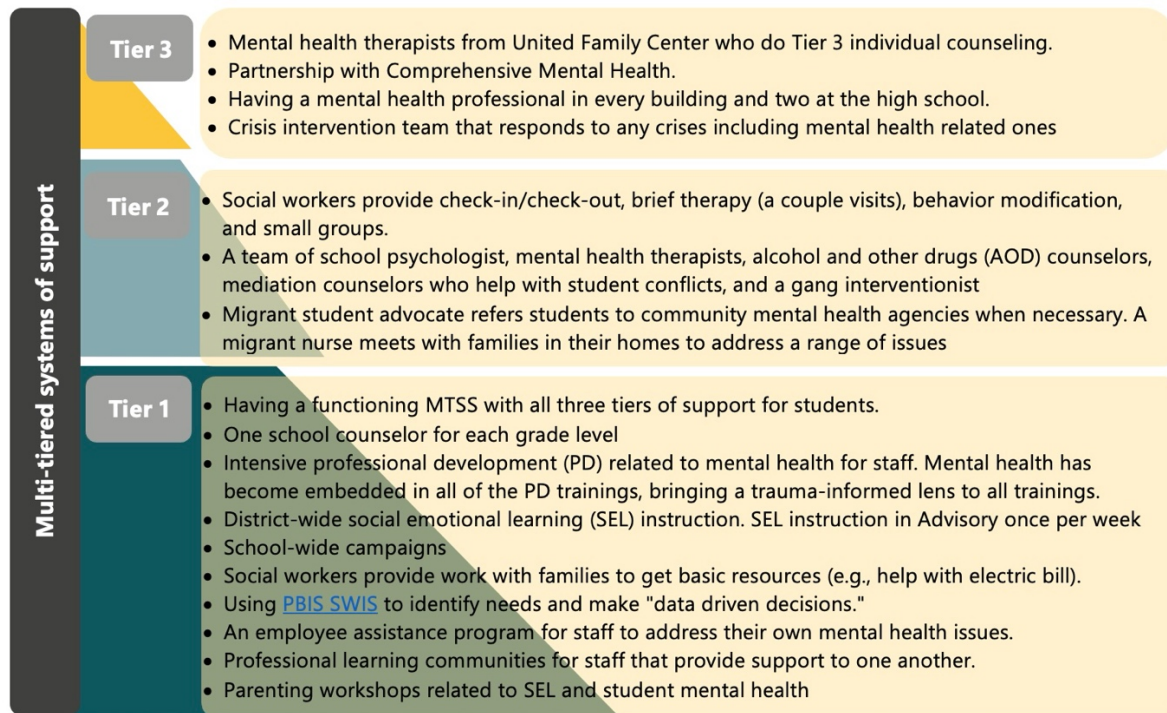 Multi-tiered systems of support
Tier 3
• Mental health therapists from United Family Center who do Tier 3 individual counseling.
• Partnership with Comprehensive Mental Health.
• Having a mental health professional in every building and two at the high school.
• Crisis intervention team that responds to any crises including mental health related ones
Tier 2
• Social workers provide check-in/check-out, brief therapy (a couple visits), behavior modification,
and small groups.
• A team of school psychologist, mental health therapists, alcohol and other drugs (AOD) counselors,
mediation counselors who help with student conflicts, and a gang interventionist
• Migrant student advocate refers students to community mental health agencies when necessary. A
migrant nurse meets with families in their homes to address a range of issues
Tier 1
• Having a functioning MTSS with all three tiers of support for students.
• One school counselor for each grade level
• Intensive professional development (PD) related to mental health for staff. Mental health has
become embedded in all of the PD trainings, bringing a trauma-informed lens to all trainings.
• District-wide social emotional learning (SEL) instruction. SEL instruction in Advisory once per week
• School-wide campaigns
• Social workers provide work with families to get basic resources (e.g., help with electric bill).
• Using PBIS SWIS to identify needs and make "data driven decisions."
• An employee assistance program for staff to address their own mental health issues.
• Professional learning communities for staff that provide support to one another.
• Parenting workshops related to SEL and student mental health